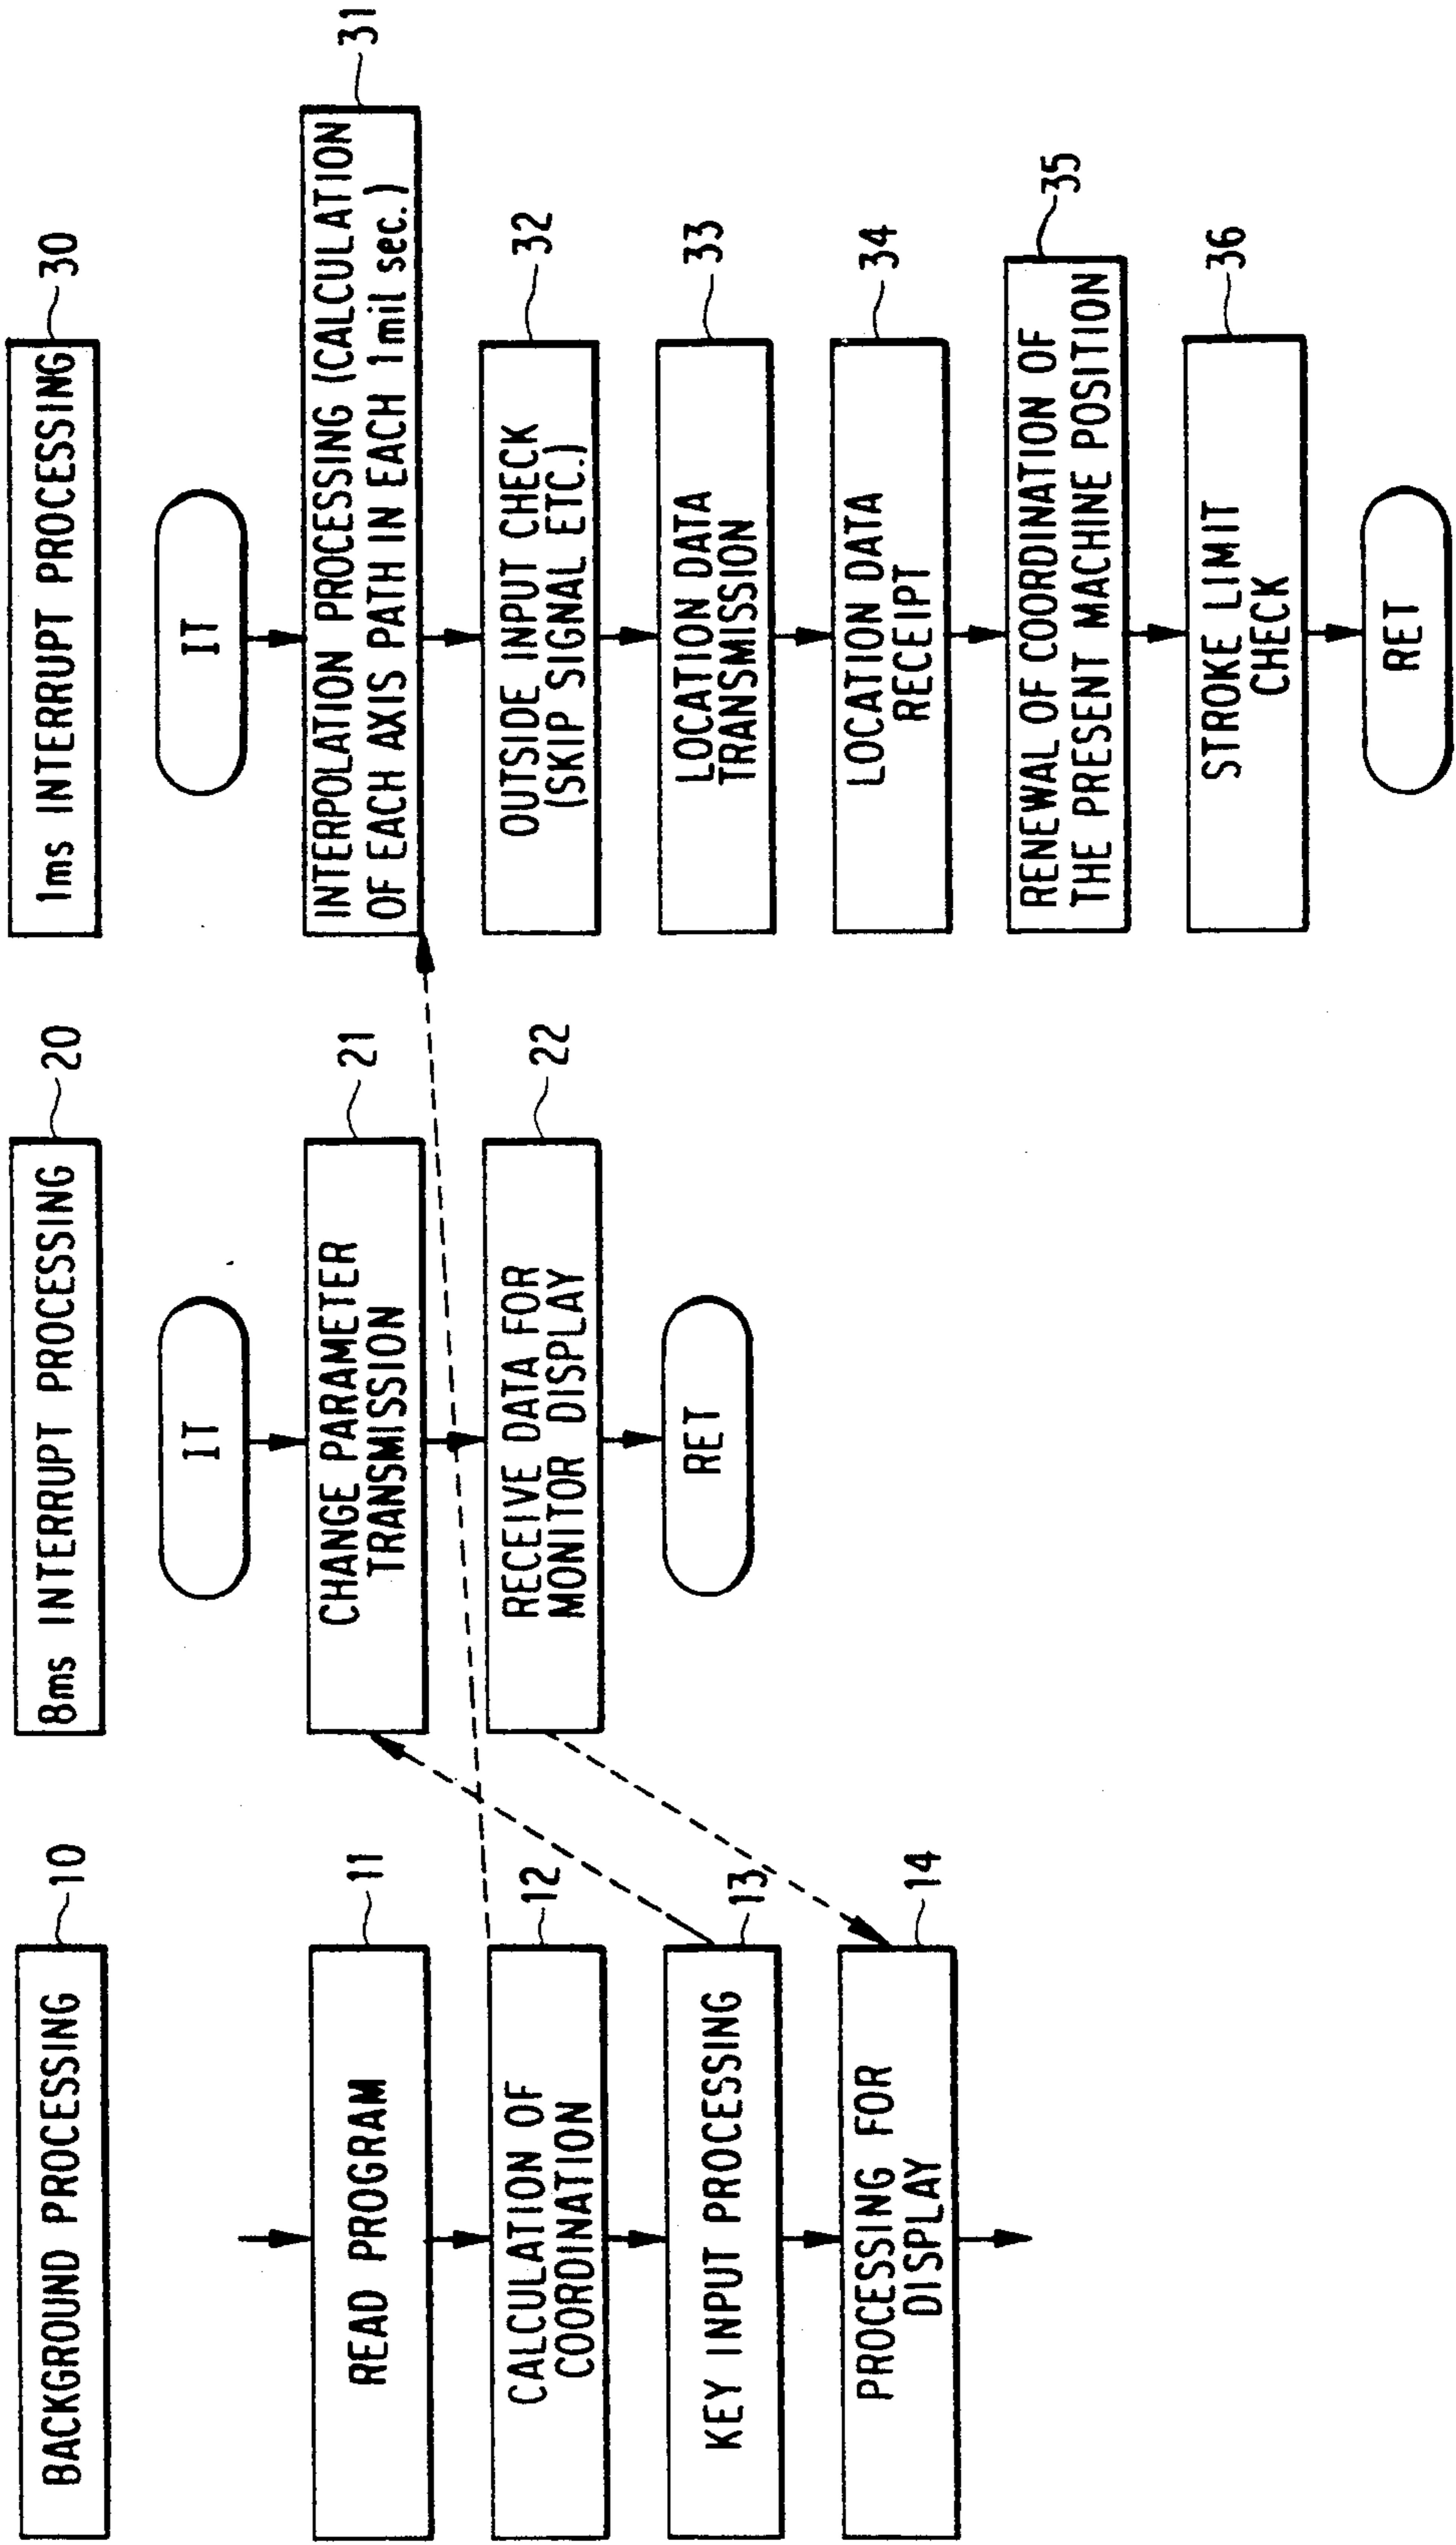 BACKGROUND PROCESSING
10
READ PROGRAM
11
CALCULATION OF
COORDINATION
12
KEY INPUT PROCESSING
13
PROCESSING FOR
DISPLAY
14
8ms INTERRUPT PROCESSING
20
IT
CHANGE PARAMETER
TRANSMISSION
21
RECEIVE DATA FOR
MONITOR DISPLAY
22
RET
1ms INTERRUPT PROCESSING
30
IT
INTERPOLATION PROCESSING (CALCULATION
OF EACH AXIS PATH IN EACH 1mil sec.)
31
OUTSIDE INPUT CHECK
(SKIP SIGNAL ETC.)
32
LOCATION DATA
TRANSMISSION
33
LOCATION DATA
RECEIPT
34
RENEWAL OF COORDINATION OF
THE PRESENT MACHINE POSITION
35
STROKE LIMIT
CHECK
36
RET